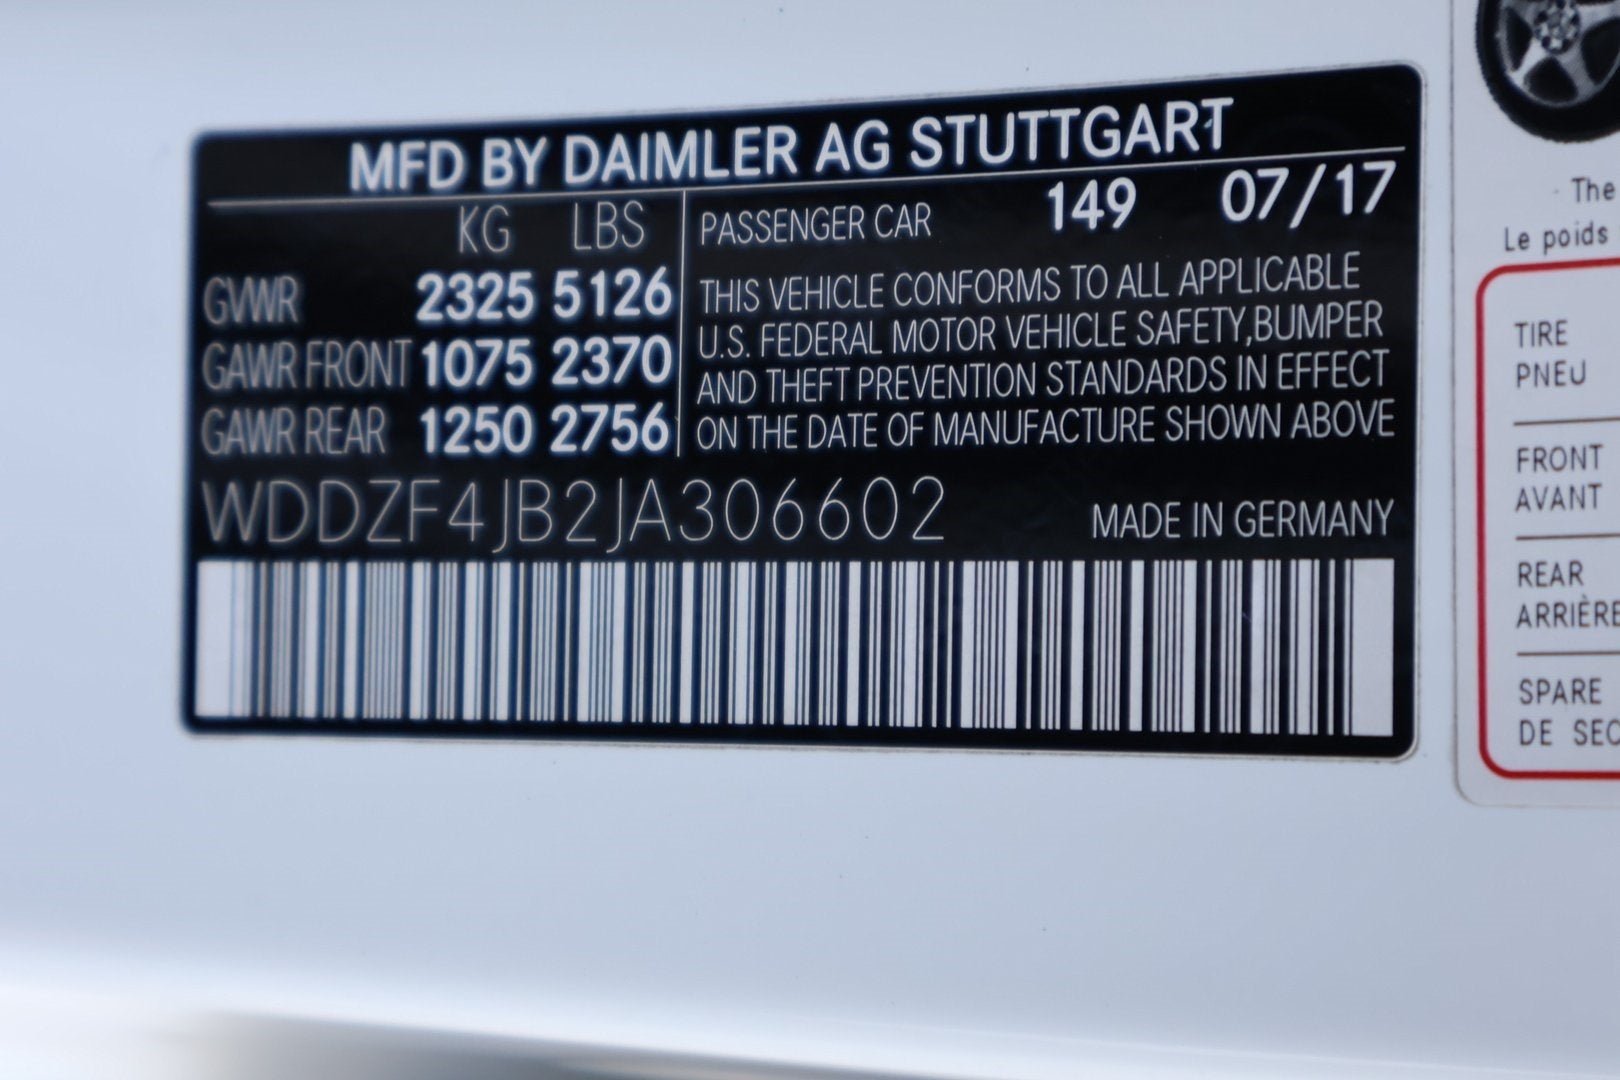 MFD BY DAIMLER AG STUTTGART
KG LBS
GVWR 2325 5126
GAWR FRONT 1075 2370
GAWR REAR 1250 2756
PASSENGER CAR 149 07/17
THIS VEHICLE CONFORMS TO ALL APPLICABLE
U.S. FEDERAL MOTOR VEHICLE SAFETY,BUMPER
AND THEFT PREVENTION STANDARDS IN EFFECT
ON THE DATE OF MANUFACTURE SHOWN ABOVE
WDDZF4JB2JA306602
MADE IN GERMANY
The
Le poids
TIRE
PNEU
FRONT
AVANT
REAR
ARRIÈRE
SPARE
DE SEC